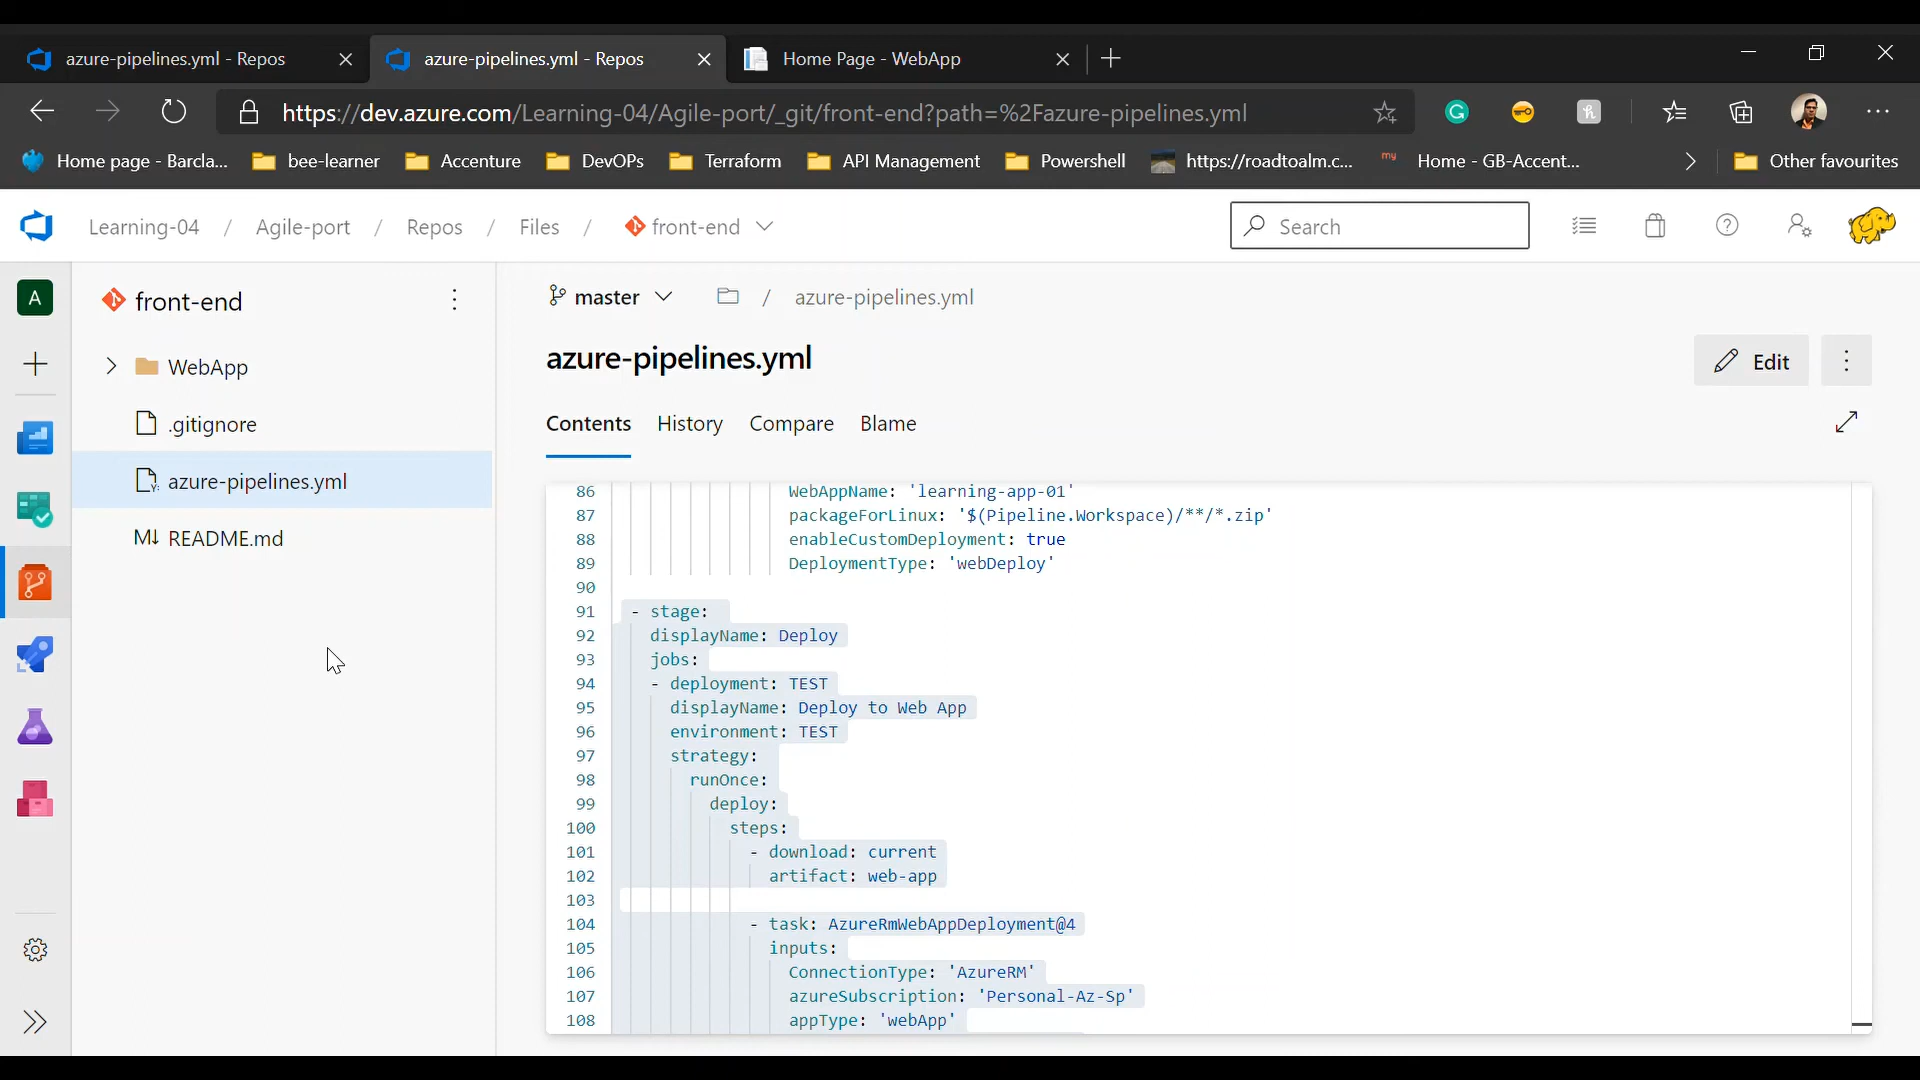 azure-pipelines.yml - Repos
azure-pipelines.yml - Repos
Home Page - WebApp
https://dev.azure.com/Learning-04/Agile-port/_git/front-end?path=%2Fazure-pipelines.yml
Home page - Barcla...
bee-learner
Accenture
DevOPs
Terraform
API Management
Powershell
https://roadtoalm.c...
my
Home - GB-Accent...
Other favourites
Learning-04 / Agile-port / Repos / Files / front-end
Search
A
front-end
WebApp
.gitignore
azure-pipelines.yml
M↓ README.md
master / azure-pipelines.yml
azure-pipelines.yml
Edit
Contents History Compare Blame
86 WebAppName: 'learning-app-01'
87 packageForLinux: '$(Pipeline.Workspace)/**/*.zip'
88 enableCustomDeployment: true
89 DeploymentType: 'webDeploy'
90
91 - stage:
92 displayName: Deploy
93 jobs:
94 - deployment: TEST
95 displayName: Deploy to Web App
96 environment: TEST
97 strategy:
98 runOnce:
99 deploy:
100 steps:
101 - download: current
102 artifact: web-app
103
104 - task: AzureRmWebAppDeployment@4
105 inputs:
106 ConnectionType: 'AzureRM'
107 azureSubscription: 'Personal-Az-Sp'
108 appType: 'webApp'